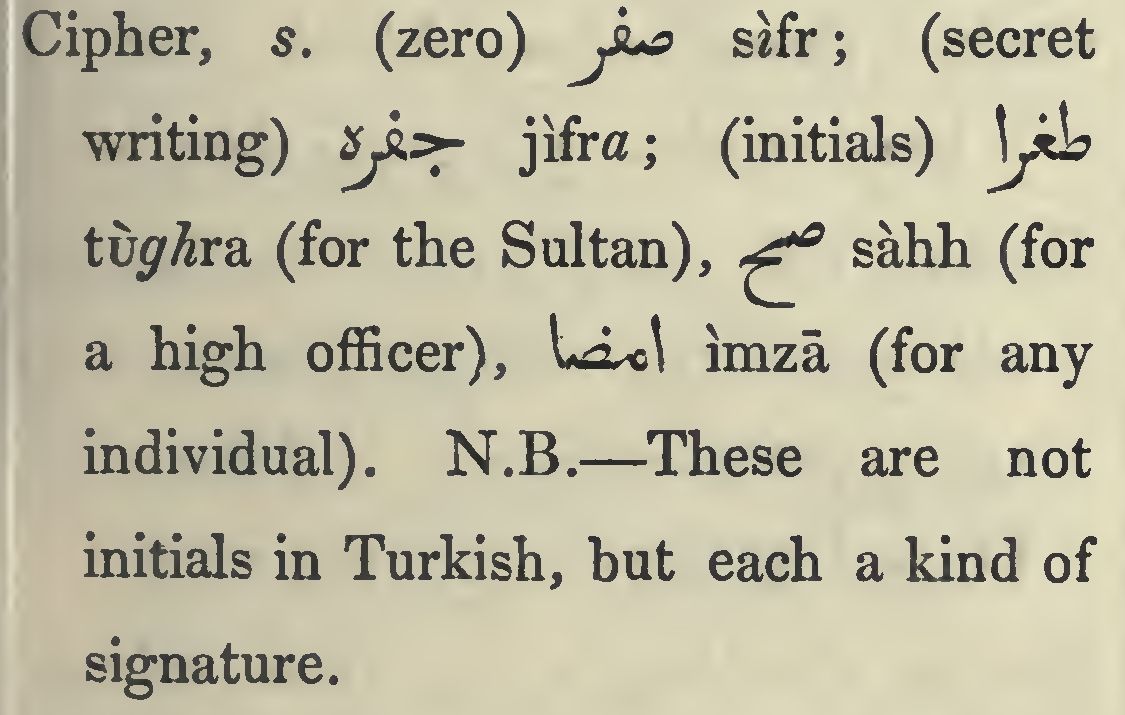 Cipher, s. (zero) صفر sìfr; (secret
writing) جفره jìfra; (initials) طغرا
tùghra (for the Sultan), صح sàhh (for
a high officer), امضا ìmzā (for any
individual). N.B.—These are not
initials in Turkish, but each a kind of
signature.